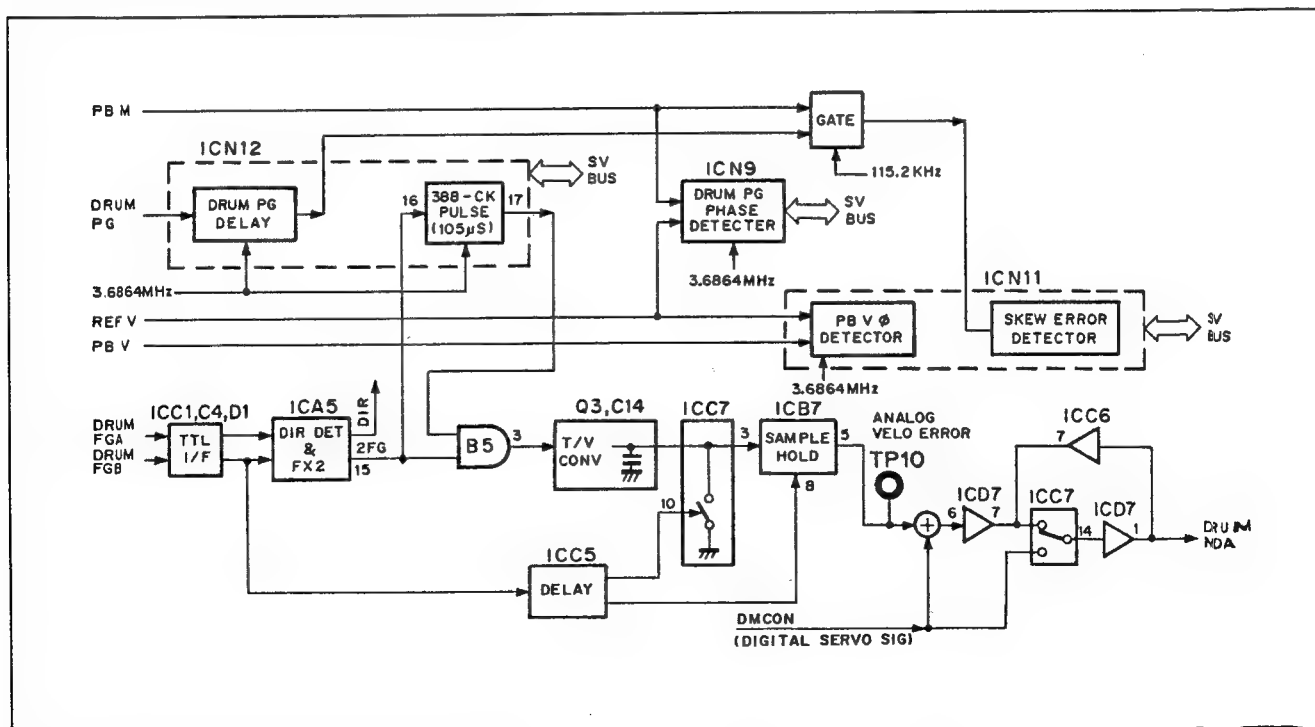 PB M
GATE
115.2KHz
ICN12
SV
BUS
ICN9
DRUM
PG
DRUM PG
DELAY
16
388-CK
PULSE
(105µS)
17
DRUM PG
PHASE
DETECTER
SV
BUS
3.6864MHz
3.6864MHz
ICN11
REF V
PB V
PB V Ø
DETECTOR
SKEW ERROR
DETECTOR
SV
BUS
3.6864MHz
ICC1,C4,D1
ICA5
DIR
Q3,C14
ICC7
ICB7
ANALOG
VELO ERROR
TP10
ICC6
7
DRUM
FGA
DRUM
FGB
TTL
I/F
DIR DET
&
FX2
2FG
15
B5
3
T/V
CONV
3
SAMPLE
HOLD
5
8
ICD7
6
7
ICC7
14
ICD7
1
DRUM
NDA
10
ICC5
DELAY
DMCON
(DIGITAL SERVO SIG)